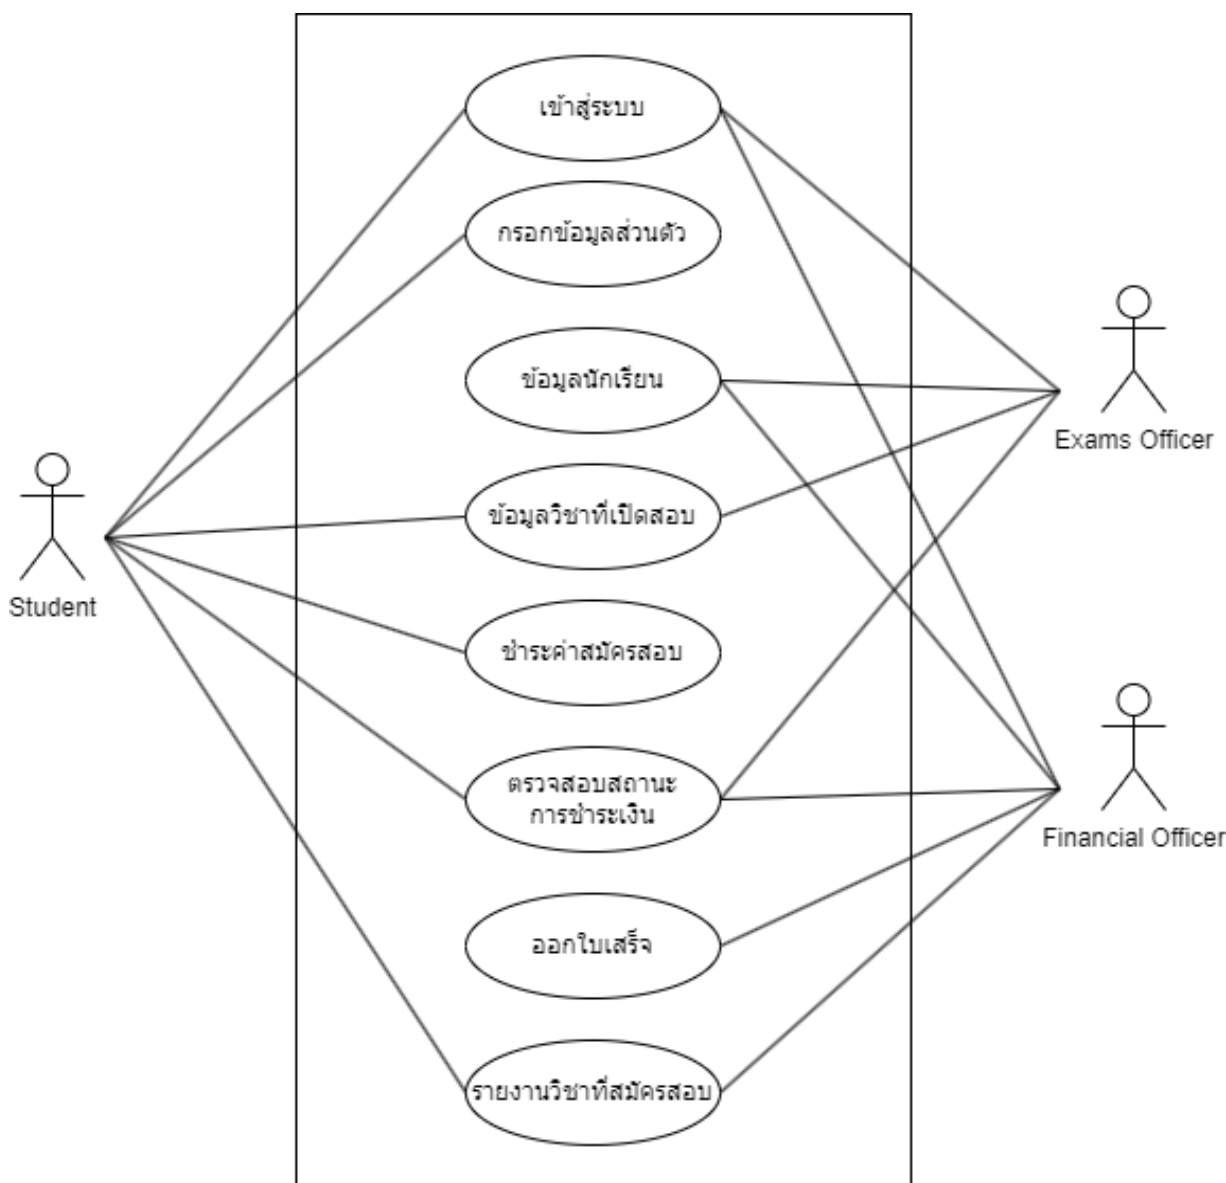 เข้าสู่ระบบ
กรอกข้อมูลส่วนตัว
ข้อมูลนักเรียน
Exams Officer
ข้อมูลวิชาที่เปิดสอบ
Student
ชำระค่าสมัครสอบ
ตรวจสอบสถานะ
การชำระเงิน
Financial Officer
ออกใบเสร็จ
รายงานวิชาที่สมัครสอบ